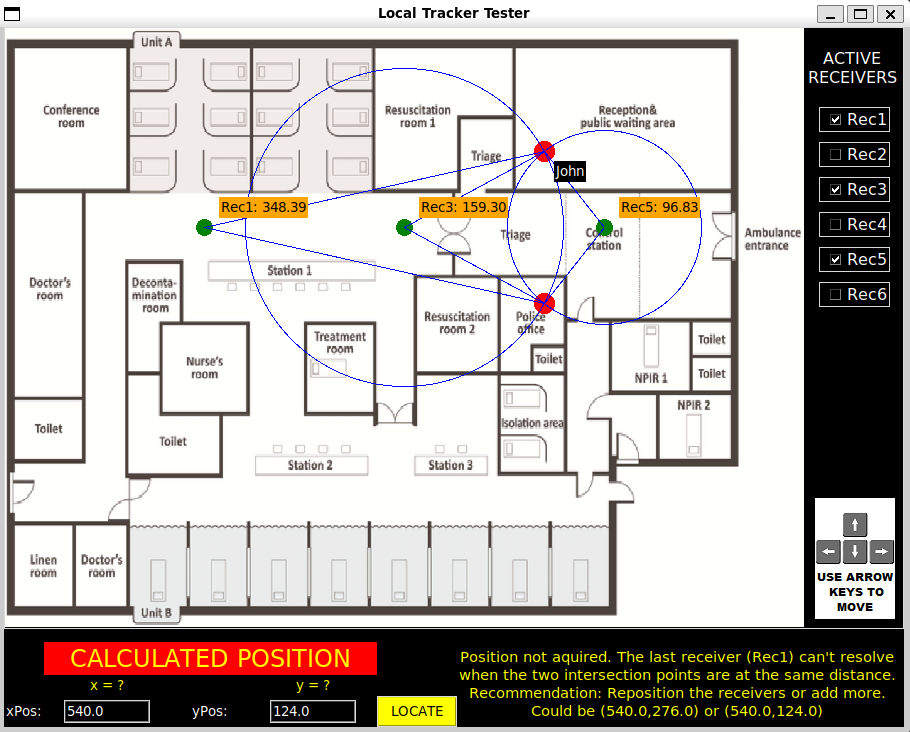 Local Tracker Tester
Unit A
Conference
room
Resuscitation
room 1
Reception&
public waiting area
Triage
John
Rec1: 348.39
Rec3: 159.30
Rec5: 96.83
Triage
Control
station
Ambulance
entrance
Station 1
Doctor's
room
Deconta-
mination
room
Resuscitation
room 2
Police
office
Treatment
room
Nurse's
room
Toilet
Toilet
Toilet
NPIR 1
NPIR 2
Toilet
Toilet
Isolation area
Station 2
Station 3
Linen
room
Doctor's
room
Unit B
ACTIVE
RECEIVERS
Rec1
Rec2
Rec3
Rec4
Rec5
Rec6
USE ARROW
KEYS TO
MOVE
CALCULATED POSITION
x = ?
y = ?
xPos:
540.0
yPos:
124.0
LOCATE
Position not aquired. The last receiver (Rec1) can't resolve
when the two intersection points are at the same distance.
Recommendation: Reposition the receivers or add more.
Could be (540.0,276.0) or (540.0,124.0)